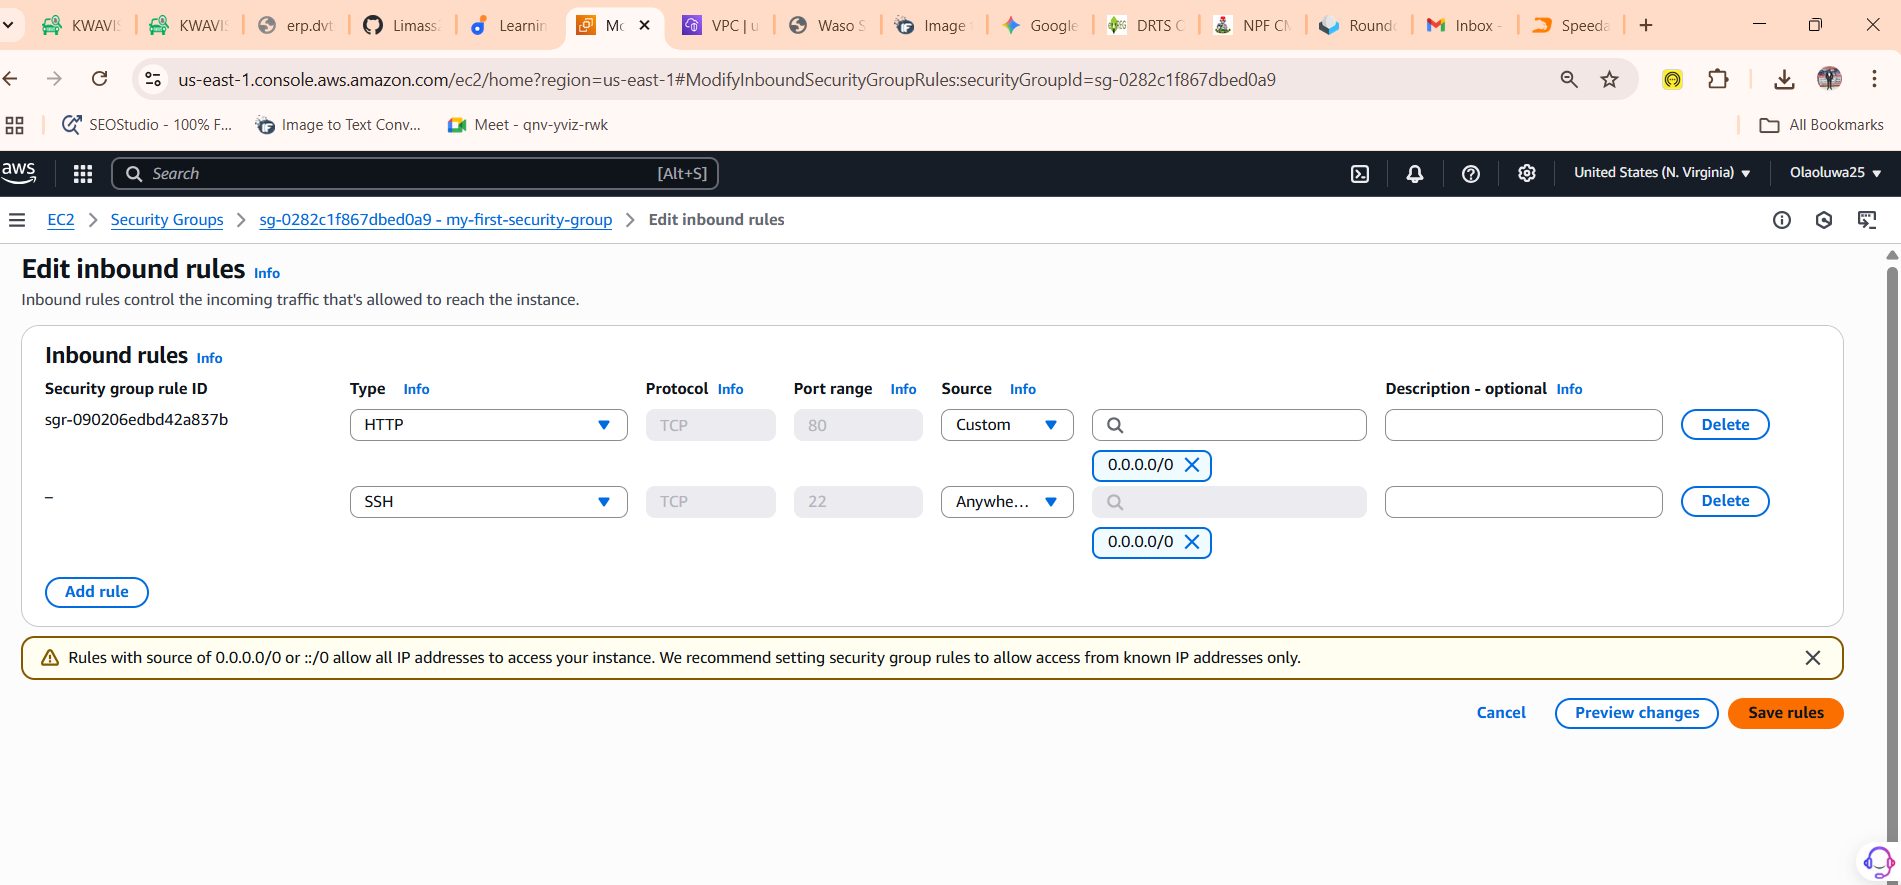 KWAVIS KWAVIS erp.dvt Limass Learnin Mo VPC | u Waso S Image Google DRTS C NPF CM Round Inbox - Speeda
us-east-1.console.aws.amazon.com/ec2/home?region=us-east-1#ModifyInboundSecurityGroupRules:securityGroupId=sg-0282c1f867dbed0a9
SEOStudio - 100% F... Image to Text Conv... Meet - qnv-yviz-rwk All Bookmarks
aws Search [Alt+S] United States (N. Virginia) Olaoluwa25
EC2 Security Groups sg-0282c1f867dbed0a9 - my-first-security-group Edit inbound rules
Edit inbound rules Info
Inbound rules control the incoming traffic that's allowed to reach the instance.
Inbound rules Info
Security group rule ID Type Info Protocol Info Port range Info Source Info Description - optional Info
sgr-090206edbd42a837b HTTP TCP 80 Custom Delete
0.0.0.0/0
– SSH TCP 22 Anywhe... Delete
0.0.0.0/0
Add rule
Rules with source of 0.0.0.0/0 or ::/0 allow all IP addresses to access your instance. We recommend setting security group rules to allow access from known IP addresses only.
Cancel Preview changes Save rules